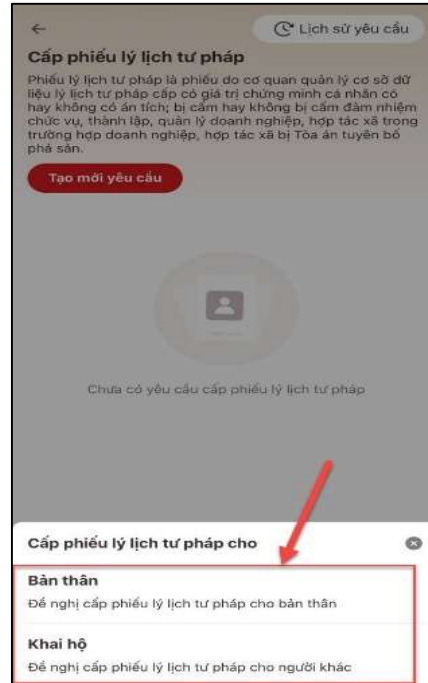 Lịch sử yêu cầu
Cấp phiếu lý lịch tư pháp
Phiếu lý lịch tư pháp là phiếu do cơ quan quản lý cơ sở dữ
liệu lý lịch tư pháp cấp có giá trị chứng minh cá nhân có
hay không có án tích; bị cấm hay không bị cấm đảm nhiệm
chức vụ, thành lập, quản lý doanh nghiệp, hợp tác xã trong
trường hợp doanh nghiệp, hợp tác xã bị Tòa án tuyên bố
phá sản.
Tạo mới yêu cầu
Chưa có yêu cầu cấp phiếu lý lịch tư pháp
Cấp phiếu lý lịch tư pháp cho
Bản thân
Đề nghị cấp phiếu lý lịch tư pháp cho bản thân
Khai hộ
Đề nghị cấp phiếu lý lịch tư pháp cho người khác